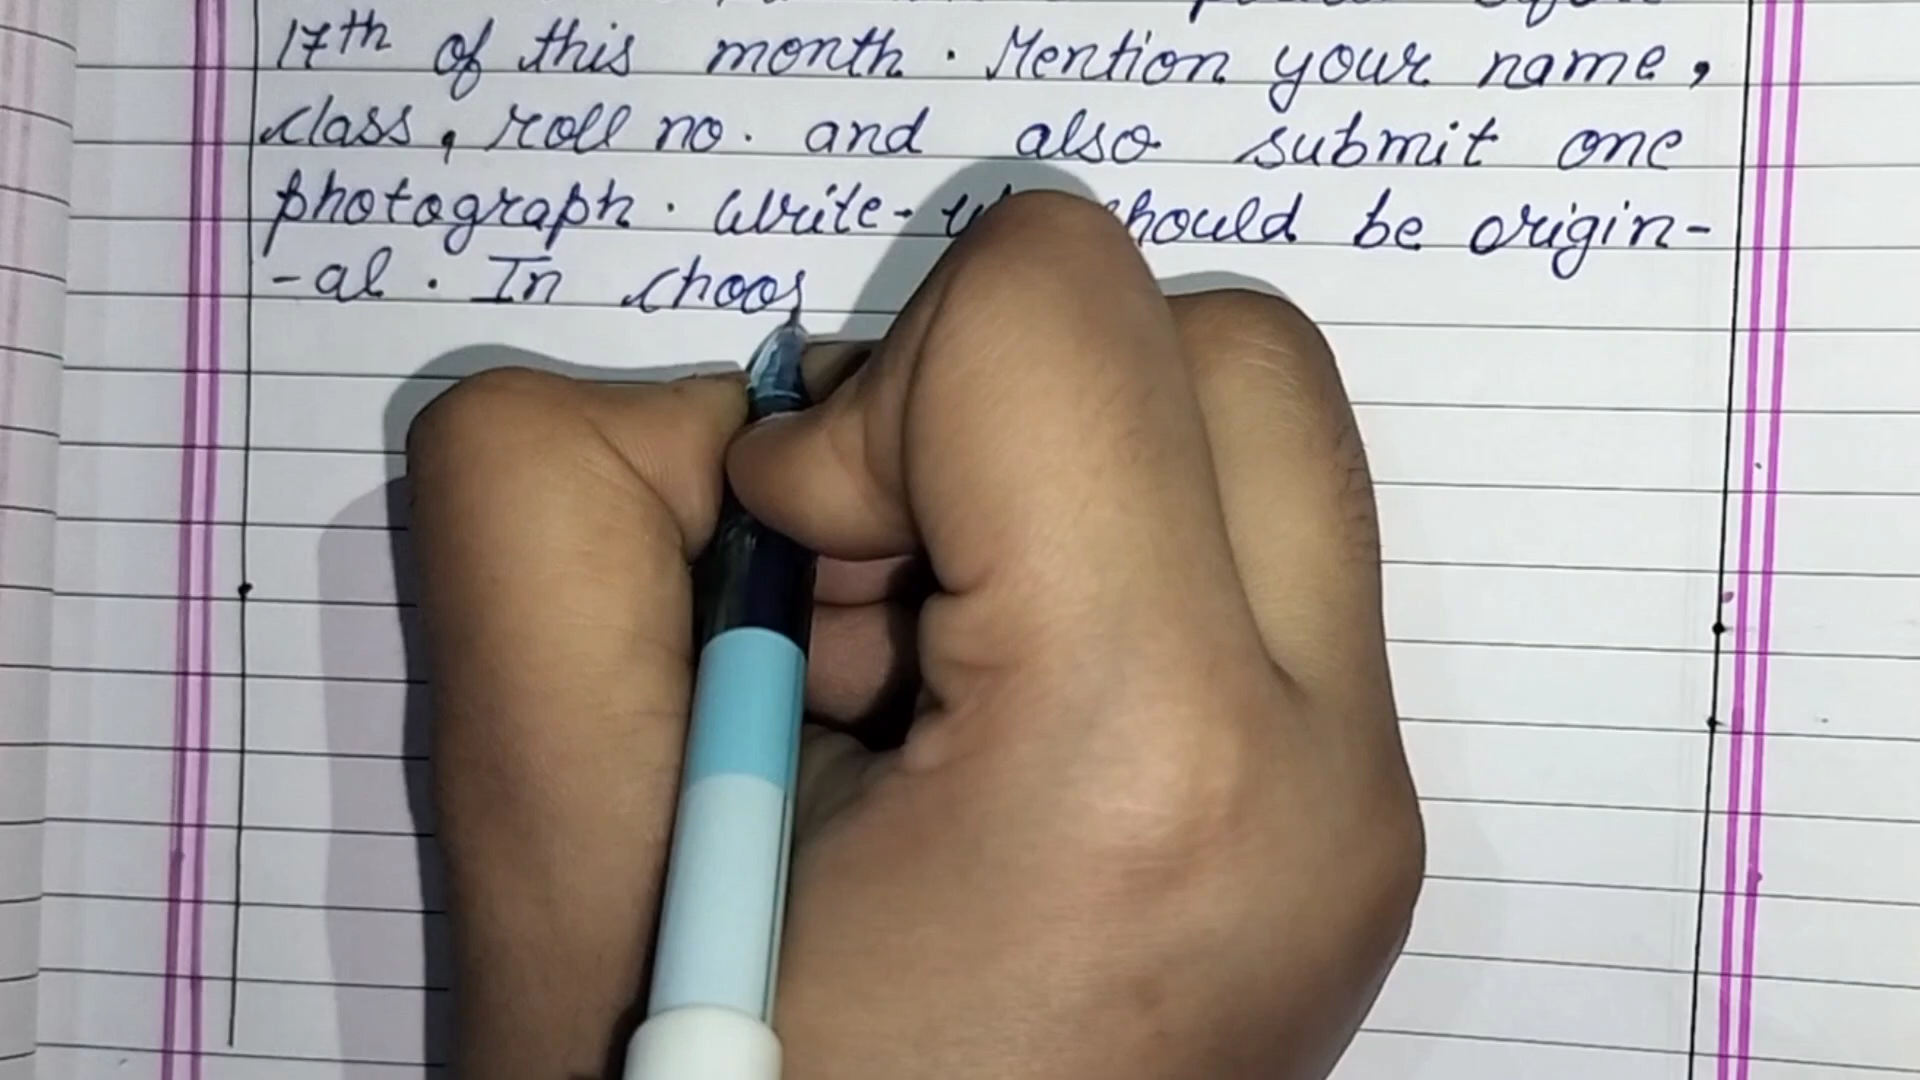 17th of this month. Mention your name,
class, roll no. and also submit one
photograph. Write- should be origin-
-al. In choos